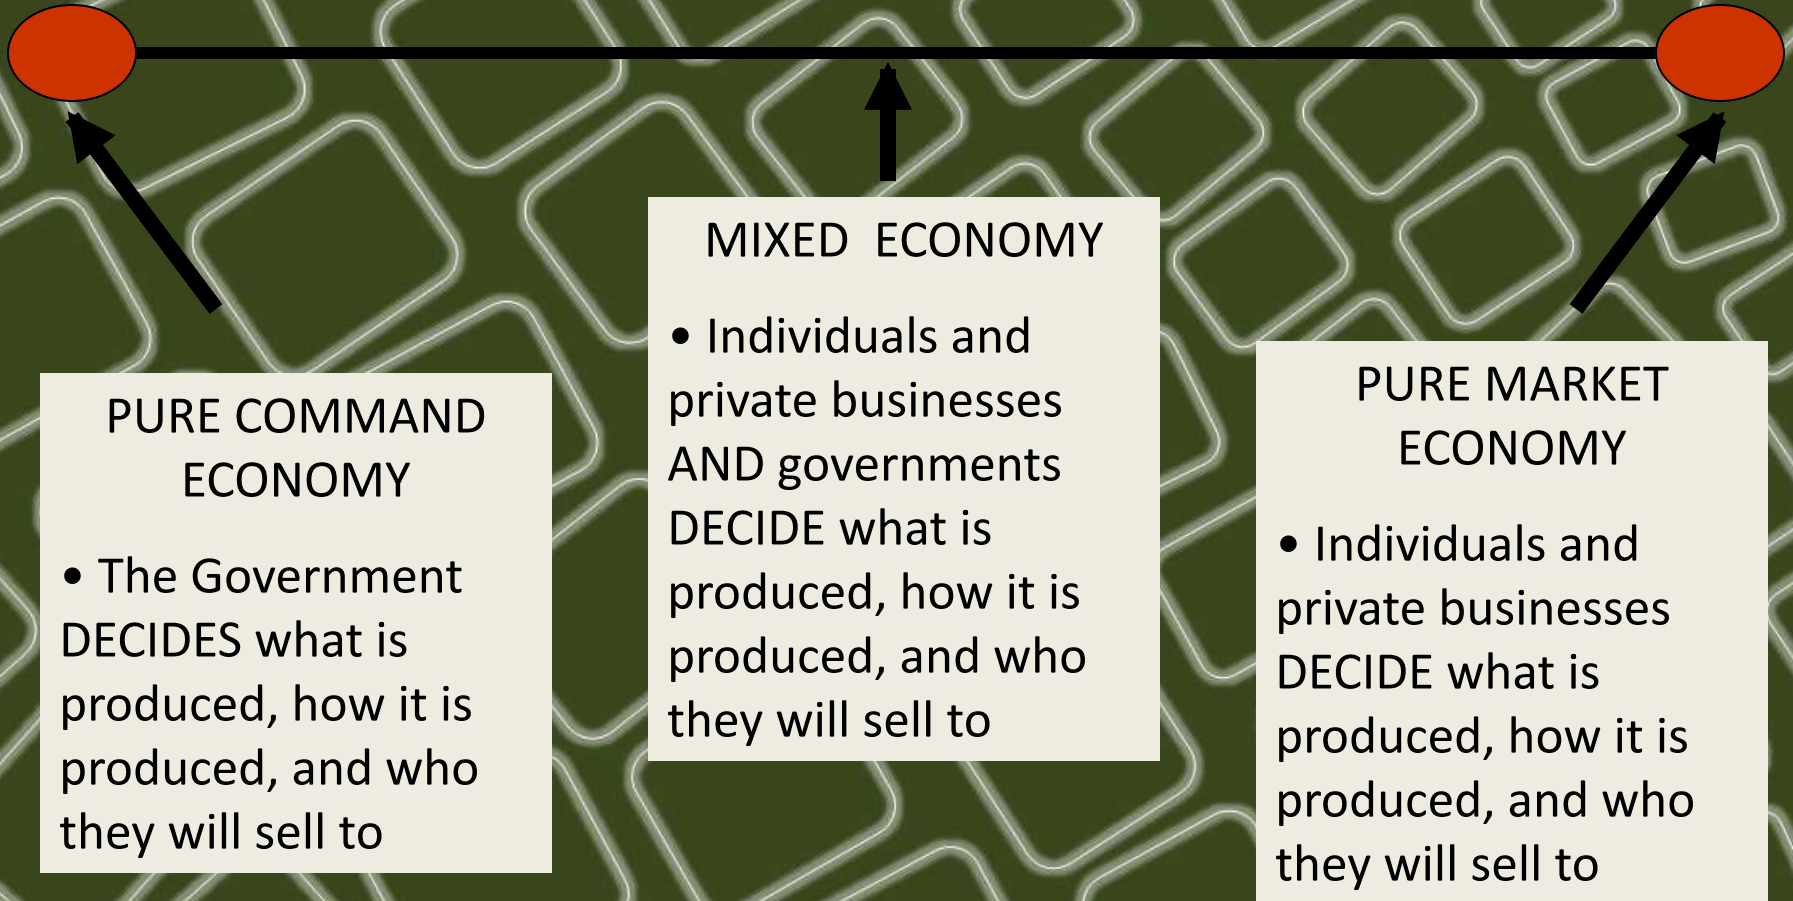 PURE COMMAND
ECONOMY
• The Government
DECIDES what is
produced, how it is
produced, and who
they will sell to
MIXED  ECONOMY
• Individuals and
private businesses
AND governments
DECIDE what is
produced, how it is
produced, and who
they will sell to
PURE MARKET
ECONOMY
• Individuals and
private businesses
DECIDE what is
produced, how it is
produced, and who
they will sell to